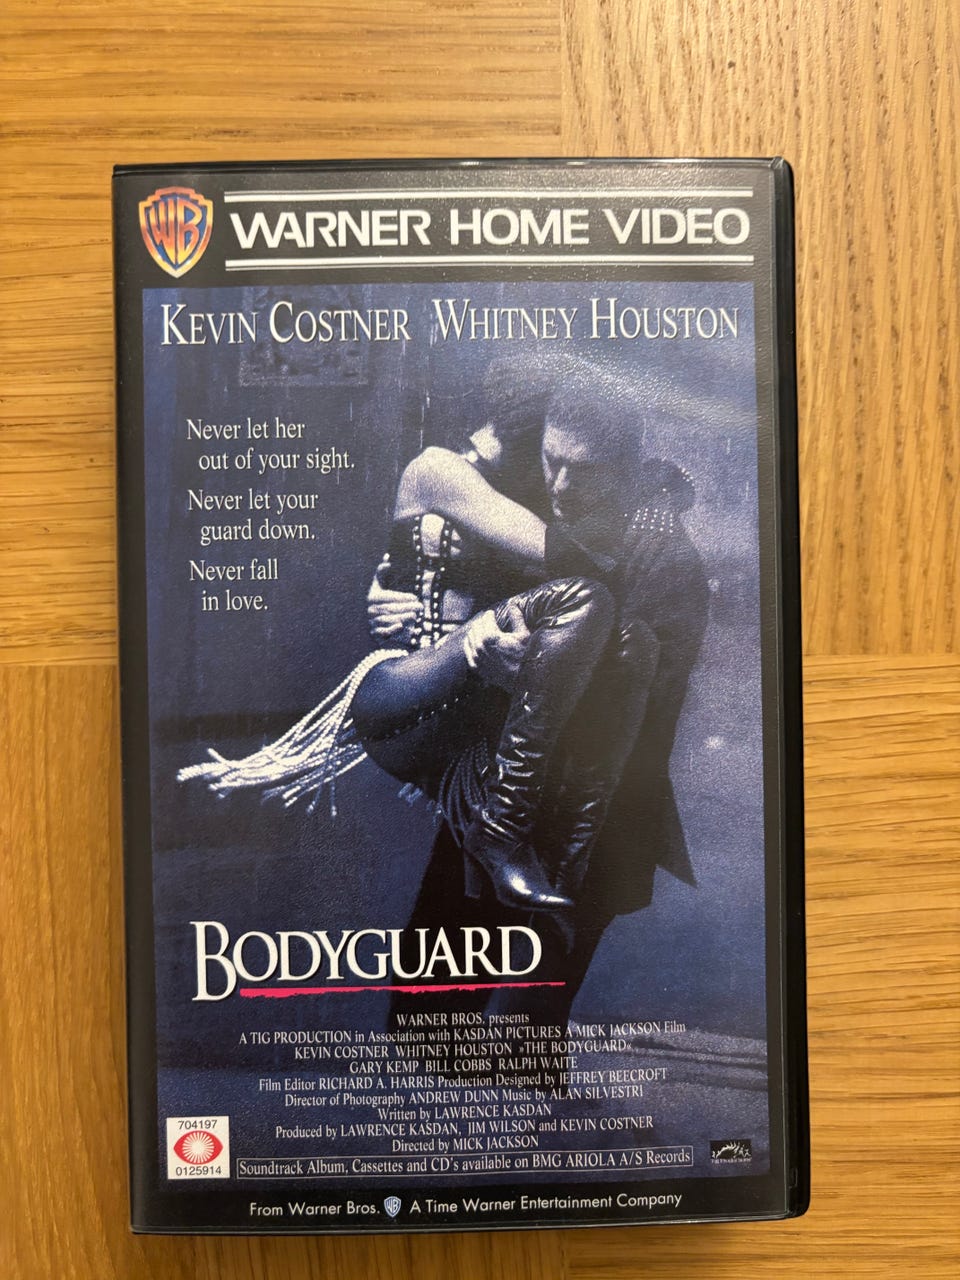 WB WARNER HOME VIDEO
KEVIN COSTNER WHITNEY HOUSTON
Never let her
out of your sight.
Never let your
guard down.
Never fall
in love.
BODYGUARD
WARNER BROS. presents
A TIG PRODUCTION in Association with KASDAN PICTURES A MICK JACKSON Film
KEVIN COSTNER WHITNEY HOUSTON »THE BODYGUARD«
GARY KEMP BILL COBBS RALPH WAITE
Film Editor RICHARD A. HARRIS Production Designed by JEFFREY BEECROFT
Director of Photography ANDREW DUNN Music by ALAN SILVESTRI
Written by LAWRENCE KASDAN
Produced by LAWRENCE KASDAN, JIM WILSON and KEVIN COSTNER
Directed by MICK JACKSON
704197
0125914
Soundtrack Album, Cassettes and CD's available on BMG ARIOLA A/S Records
From Warner Bros. WB A Time Warner Entertainment Company